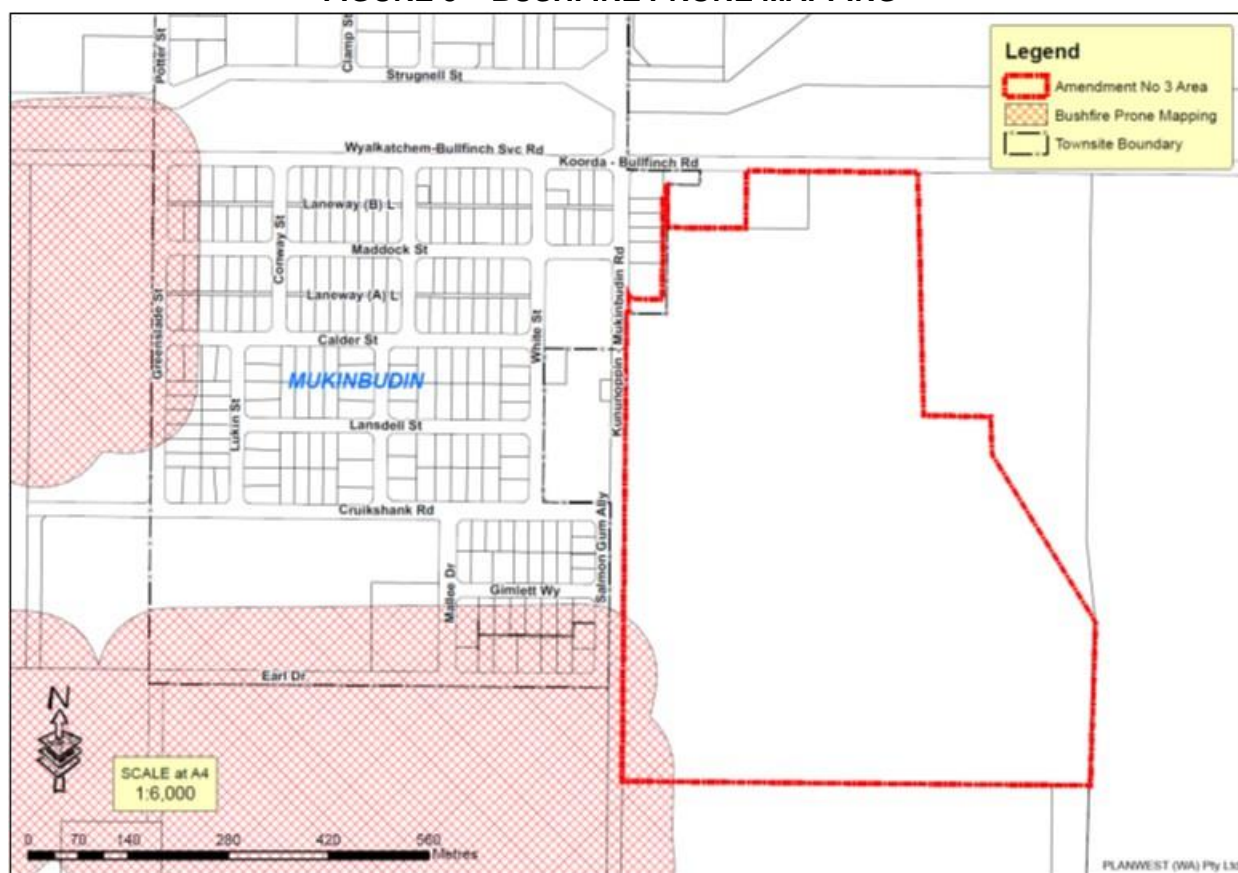 Potter St
Clamp St
Strugnell St
Legend
Amendment No 3 Area
Bushfire Prone Mapping
Townsite Boundary
Wyalkatchem-Bullfinch Svc Rd
Koorda - Bullfinch Rd
Laneway (B) L
Conway St
Maddock St
Laneway (A) L
Kununoppin - Mukinbudin Rd
Greenslade St
White St
Calder St
MUKINBUDIN
Lukin St
Lansdell St
Cruikshank Rd
Salmon Gum Ally
Mallee Dr
Gimlett Wy
Earl Dr
N
SCALE at A4
1:6,000
0 70 140 280 420 560
Metres
PLANWEST (WA) Pty Ltd